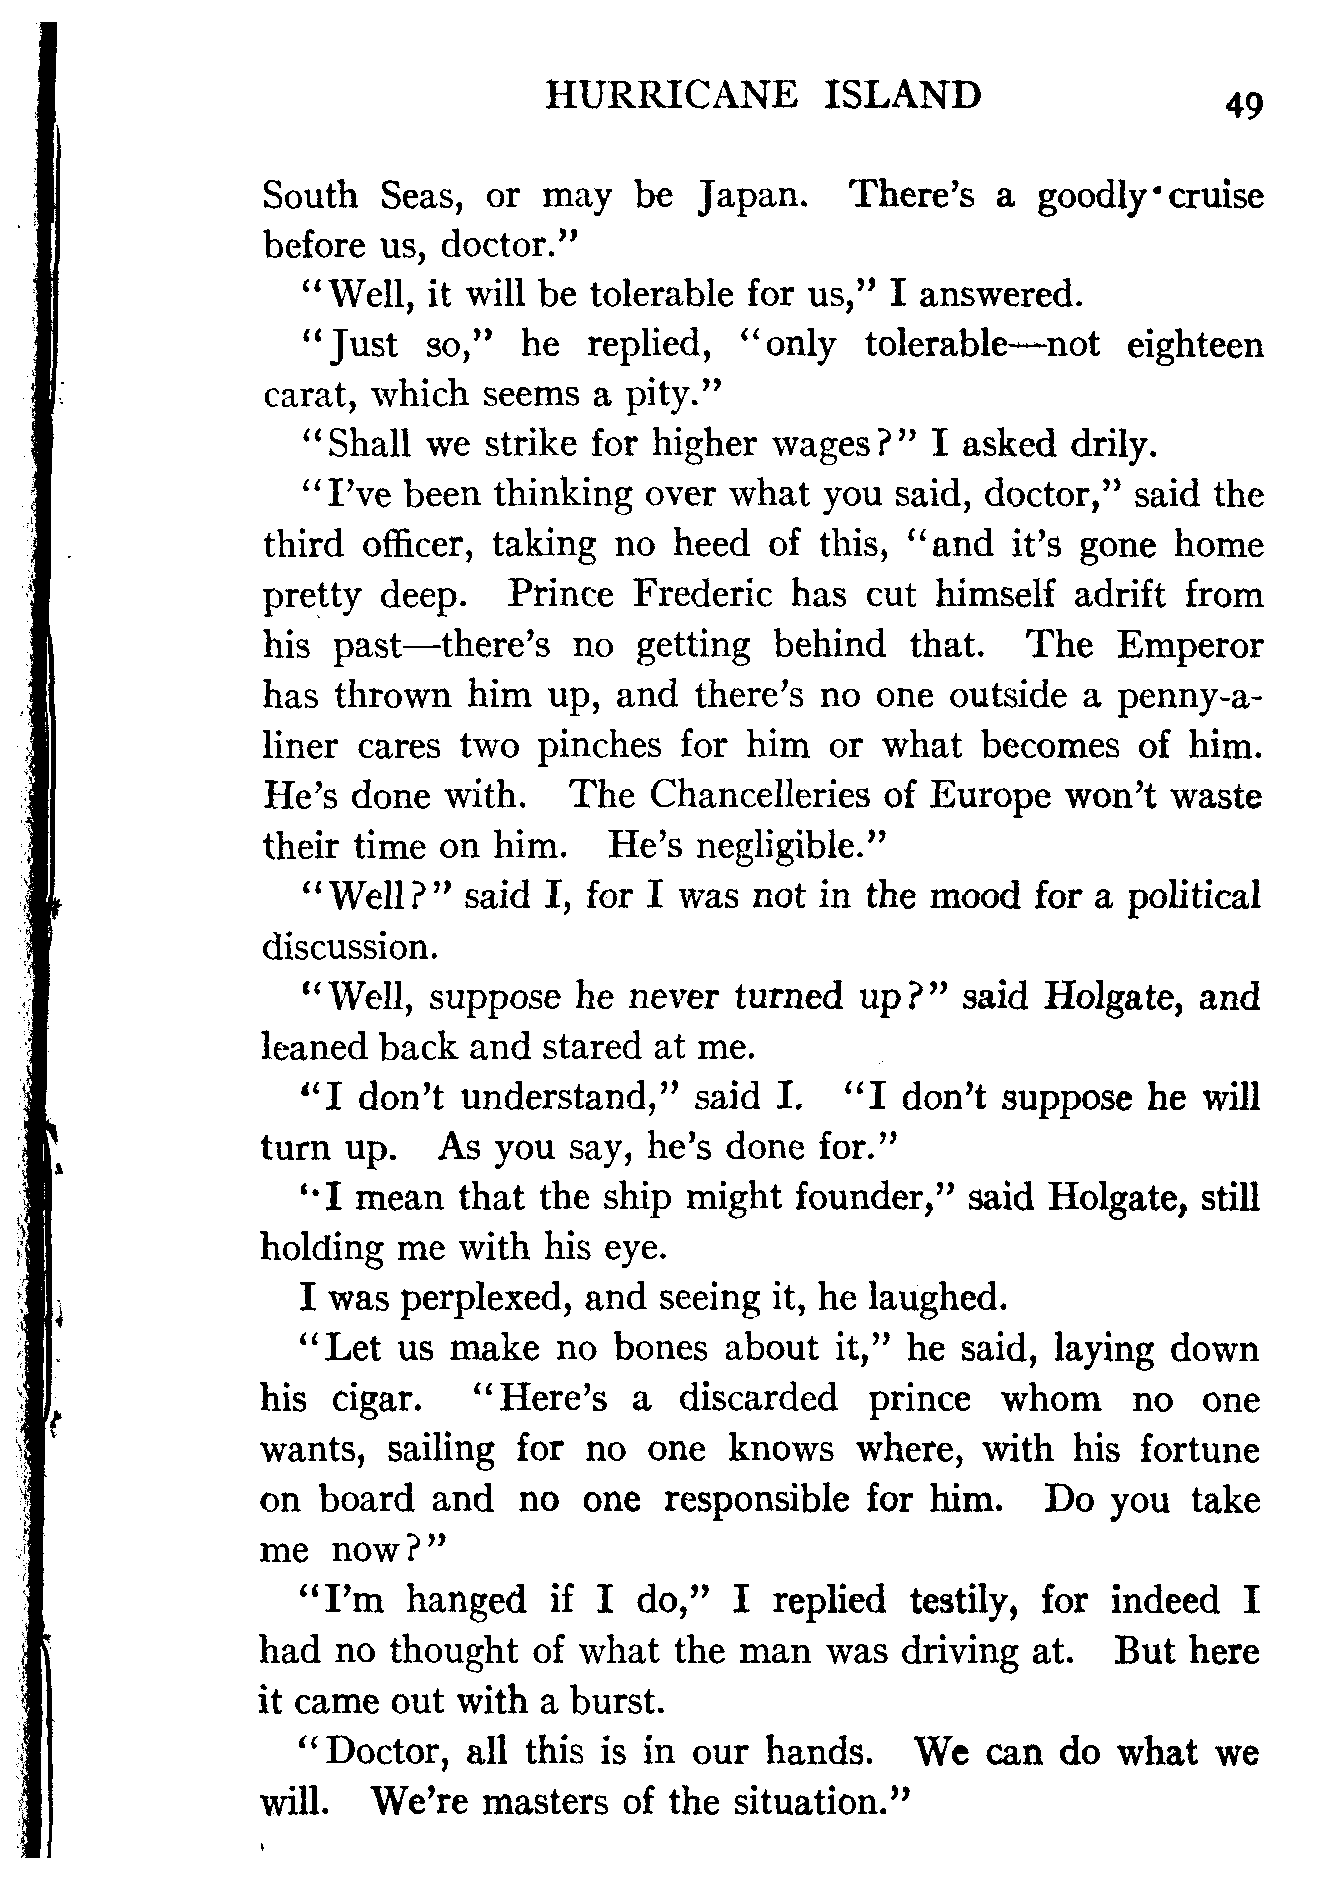 HURRICANE ISLAND 49
South Seas, or may be Japan. There's a goodly cruise
before us, doctor."
"Well, it will be tolerable for us," I answered.
"Just so," he replied, "only tolerable—not eighteen
carat, which seems a pity."
"Shall we strike for higher wages?" I asked drily.
"I've been thinking over what you said, doctor," said the
third officer, taking no heed of this, "and it's gone home
pretty deep. Prince Frederic has cut himself adrift from
his past—there's no getting behind that. The Emperor
has thrown him up, and there's no one outside a penny-a-
liner cares two pinches for him or what becomes of him.
He's done with. The Chancelleries of Europe won't waste
their time on him. He's negligible."
"Well?" said I, for I was not in the mood for a political
discussion.
"Well, suppose he never turned up?" said Holgate, and
leaned back and stared at me.
"I don't understand," said I. "I don't suppose he will
turn up. As you say, he's done for."
"I mean that the ship might founder," said Holgate, still
holding me with his eye.
I was perplexed, and seeing it, he laughed.
"Let us make no bones about it," he said, laying down
his cigar. "Here's a discarded prince whom no one
wants, sailing for no one knows where, with his fortune
on board and no one responsible for him. Do you take
me now?"
"I'm hanged if I do," I replied testily, for indeed I
had no thought of what the man was driving at. But here
it came out with a burst.
"Doctor, all this is in our hands. We can do what we
will. We're masters of the situation."